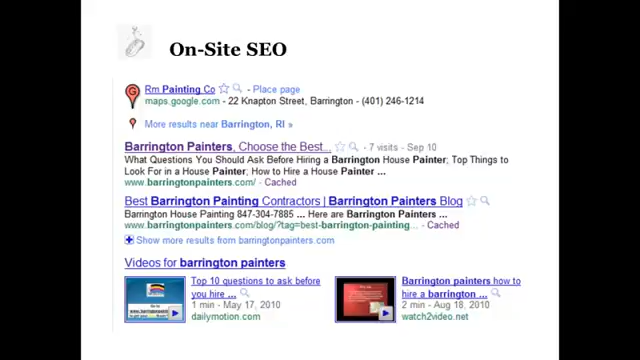 On-Site SEO
G
Rm Painting Co - Place page
maps.google.com - 22 Knapton Street, Barrington - (401) 246-1214
More results near Barrington, RI »
Barrington Painters, Choose the Best... - 7 visits - Sep 10
What Questions You Should Ask Before Hiring a Barrington House Painter; Top Things to
Look For in a House Painter; How to Hire a House Painter ...
www.barringtonpainters.com/ - Cached
Best Barrington Painting Contractors | Barrington Painters Blog
Barrington House Painting 847-304-7885 ... Here are Barrington Painters ...
www.barringtonpainters.com/blog/?tag=best-barrington-painting... - Cached
Show more results from barringtonpainters.com
Videos for barrington painters
Top 10 questions to ask before
you hire ...
1 min - May 17, 2010
dailymotion.com
Barrington painters how to
hire a barrington ...
2 min - Aug 18, 2010
watch2video.net